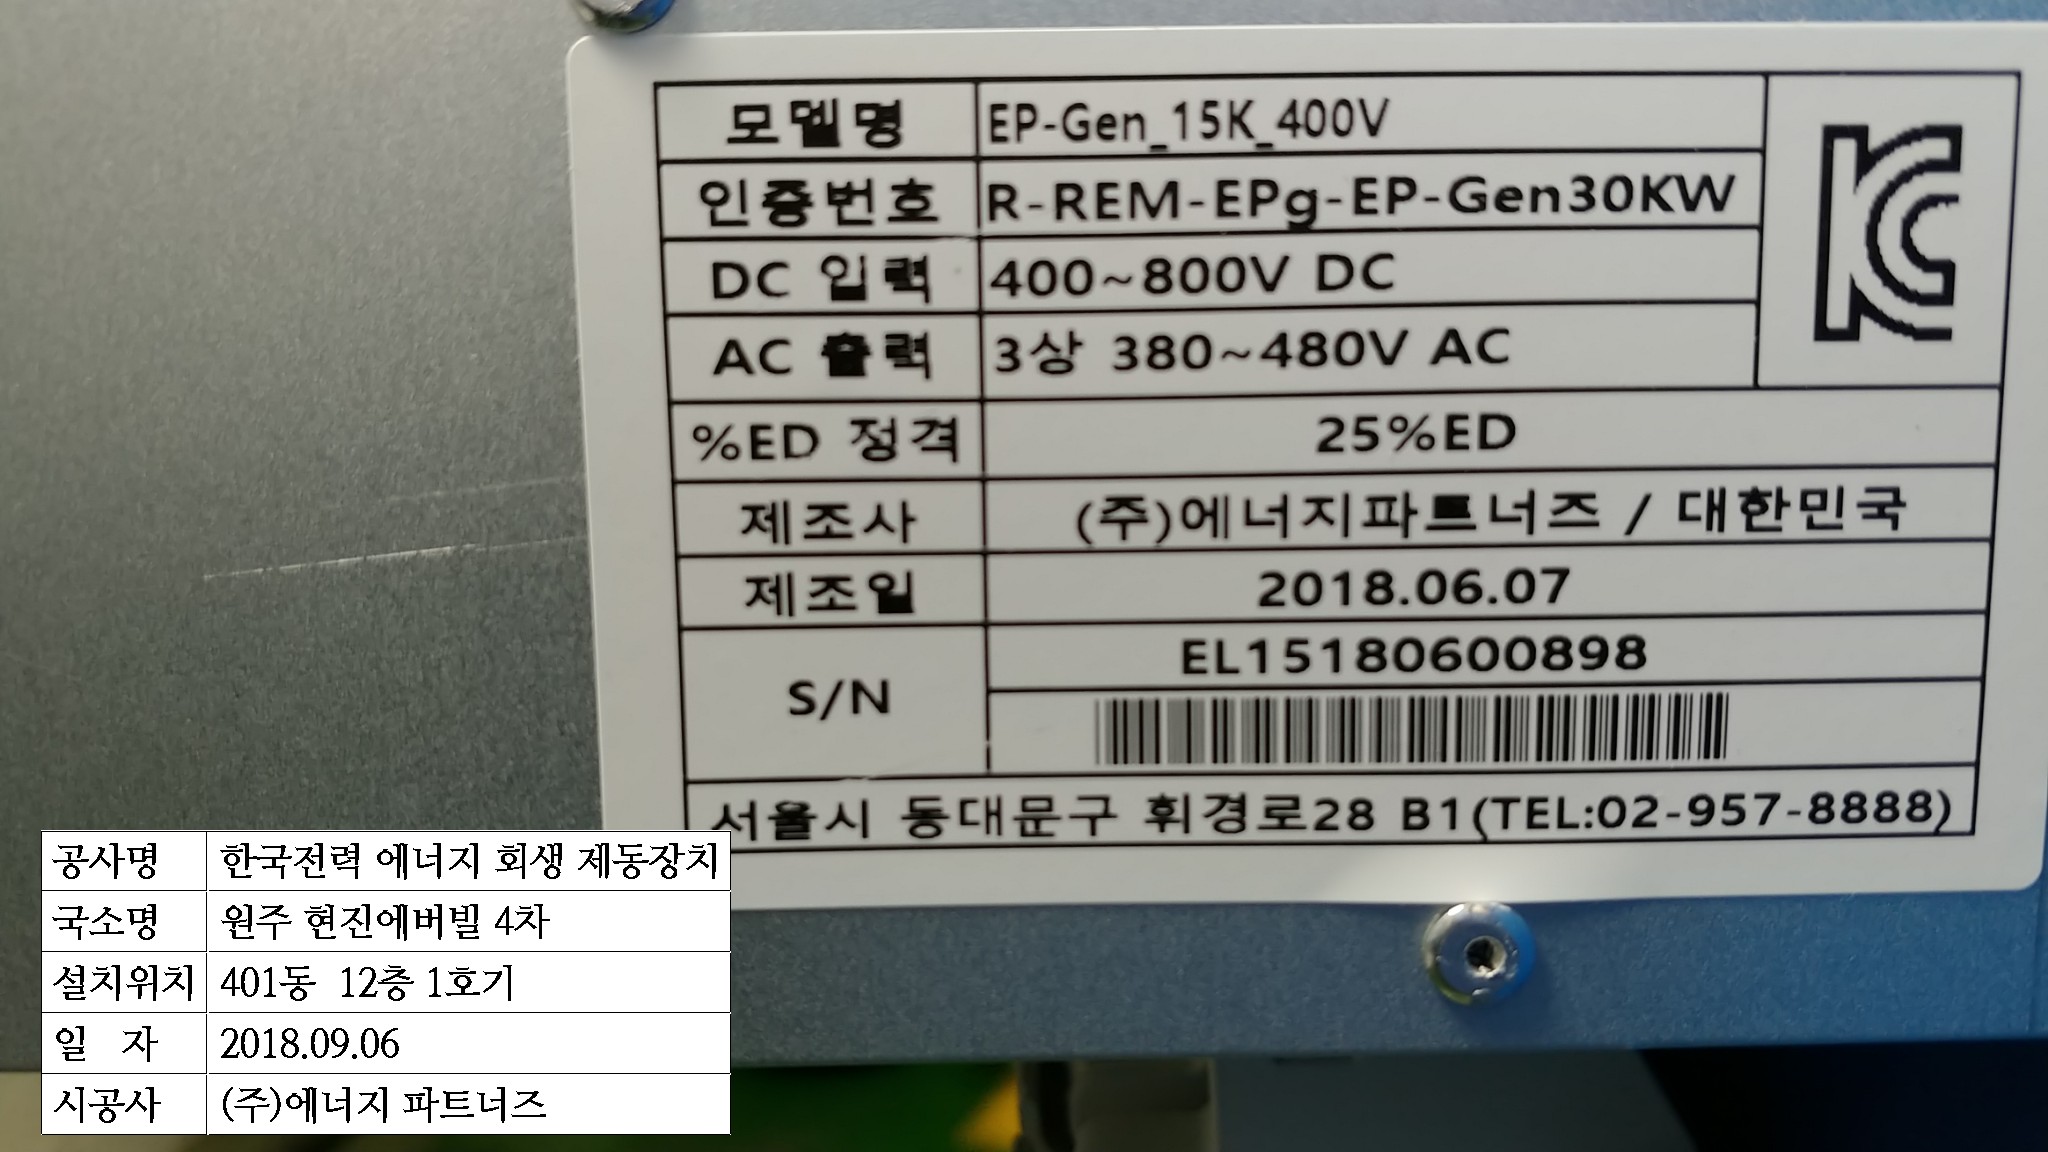 모델명 EP-Gen_15K_400V
인증번호 R-REM-EPg-EP-Gen30KW
DC 입력 400~800V DC
AC 출력 3상 380~480V AC
%ED 정격 25%ED
제조사 (주)에너지파트너즈 / 대한민국
제조일 2018.06.07
S/N EL15180600898
서울시 동대문구 휘경로28 B1(TEL:02-957-8888)
공사명 한국전력 에너지 회생 제동장치
국소명 원주 현진에버빌 4차
설치위치 401동 12층 1호기
일 자 2018.09.06
시공사 (주)에너지 파트너즈